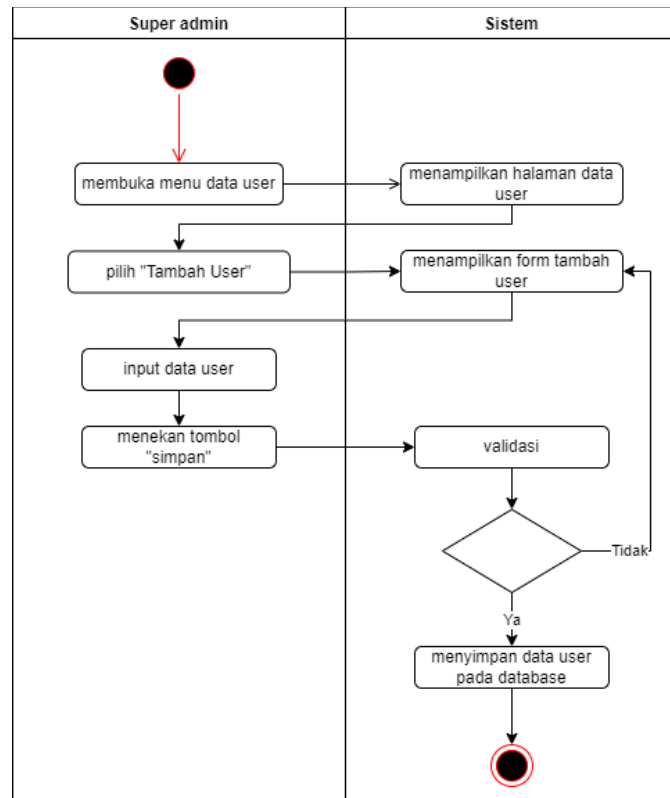 Super admin
Sistem
membuka menu data user
menampilkan halaman data
user
pilih "Tambah User"
menampilkan form tambah
user
input data user
menekan tombol
"simpan"
validasi
Tidak
Ya
menyimpan data user
pada database